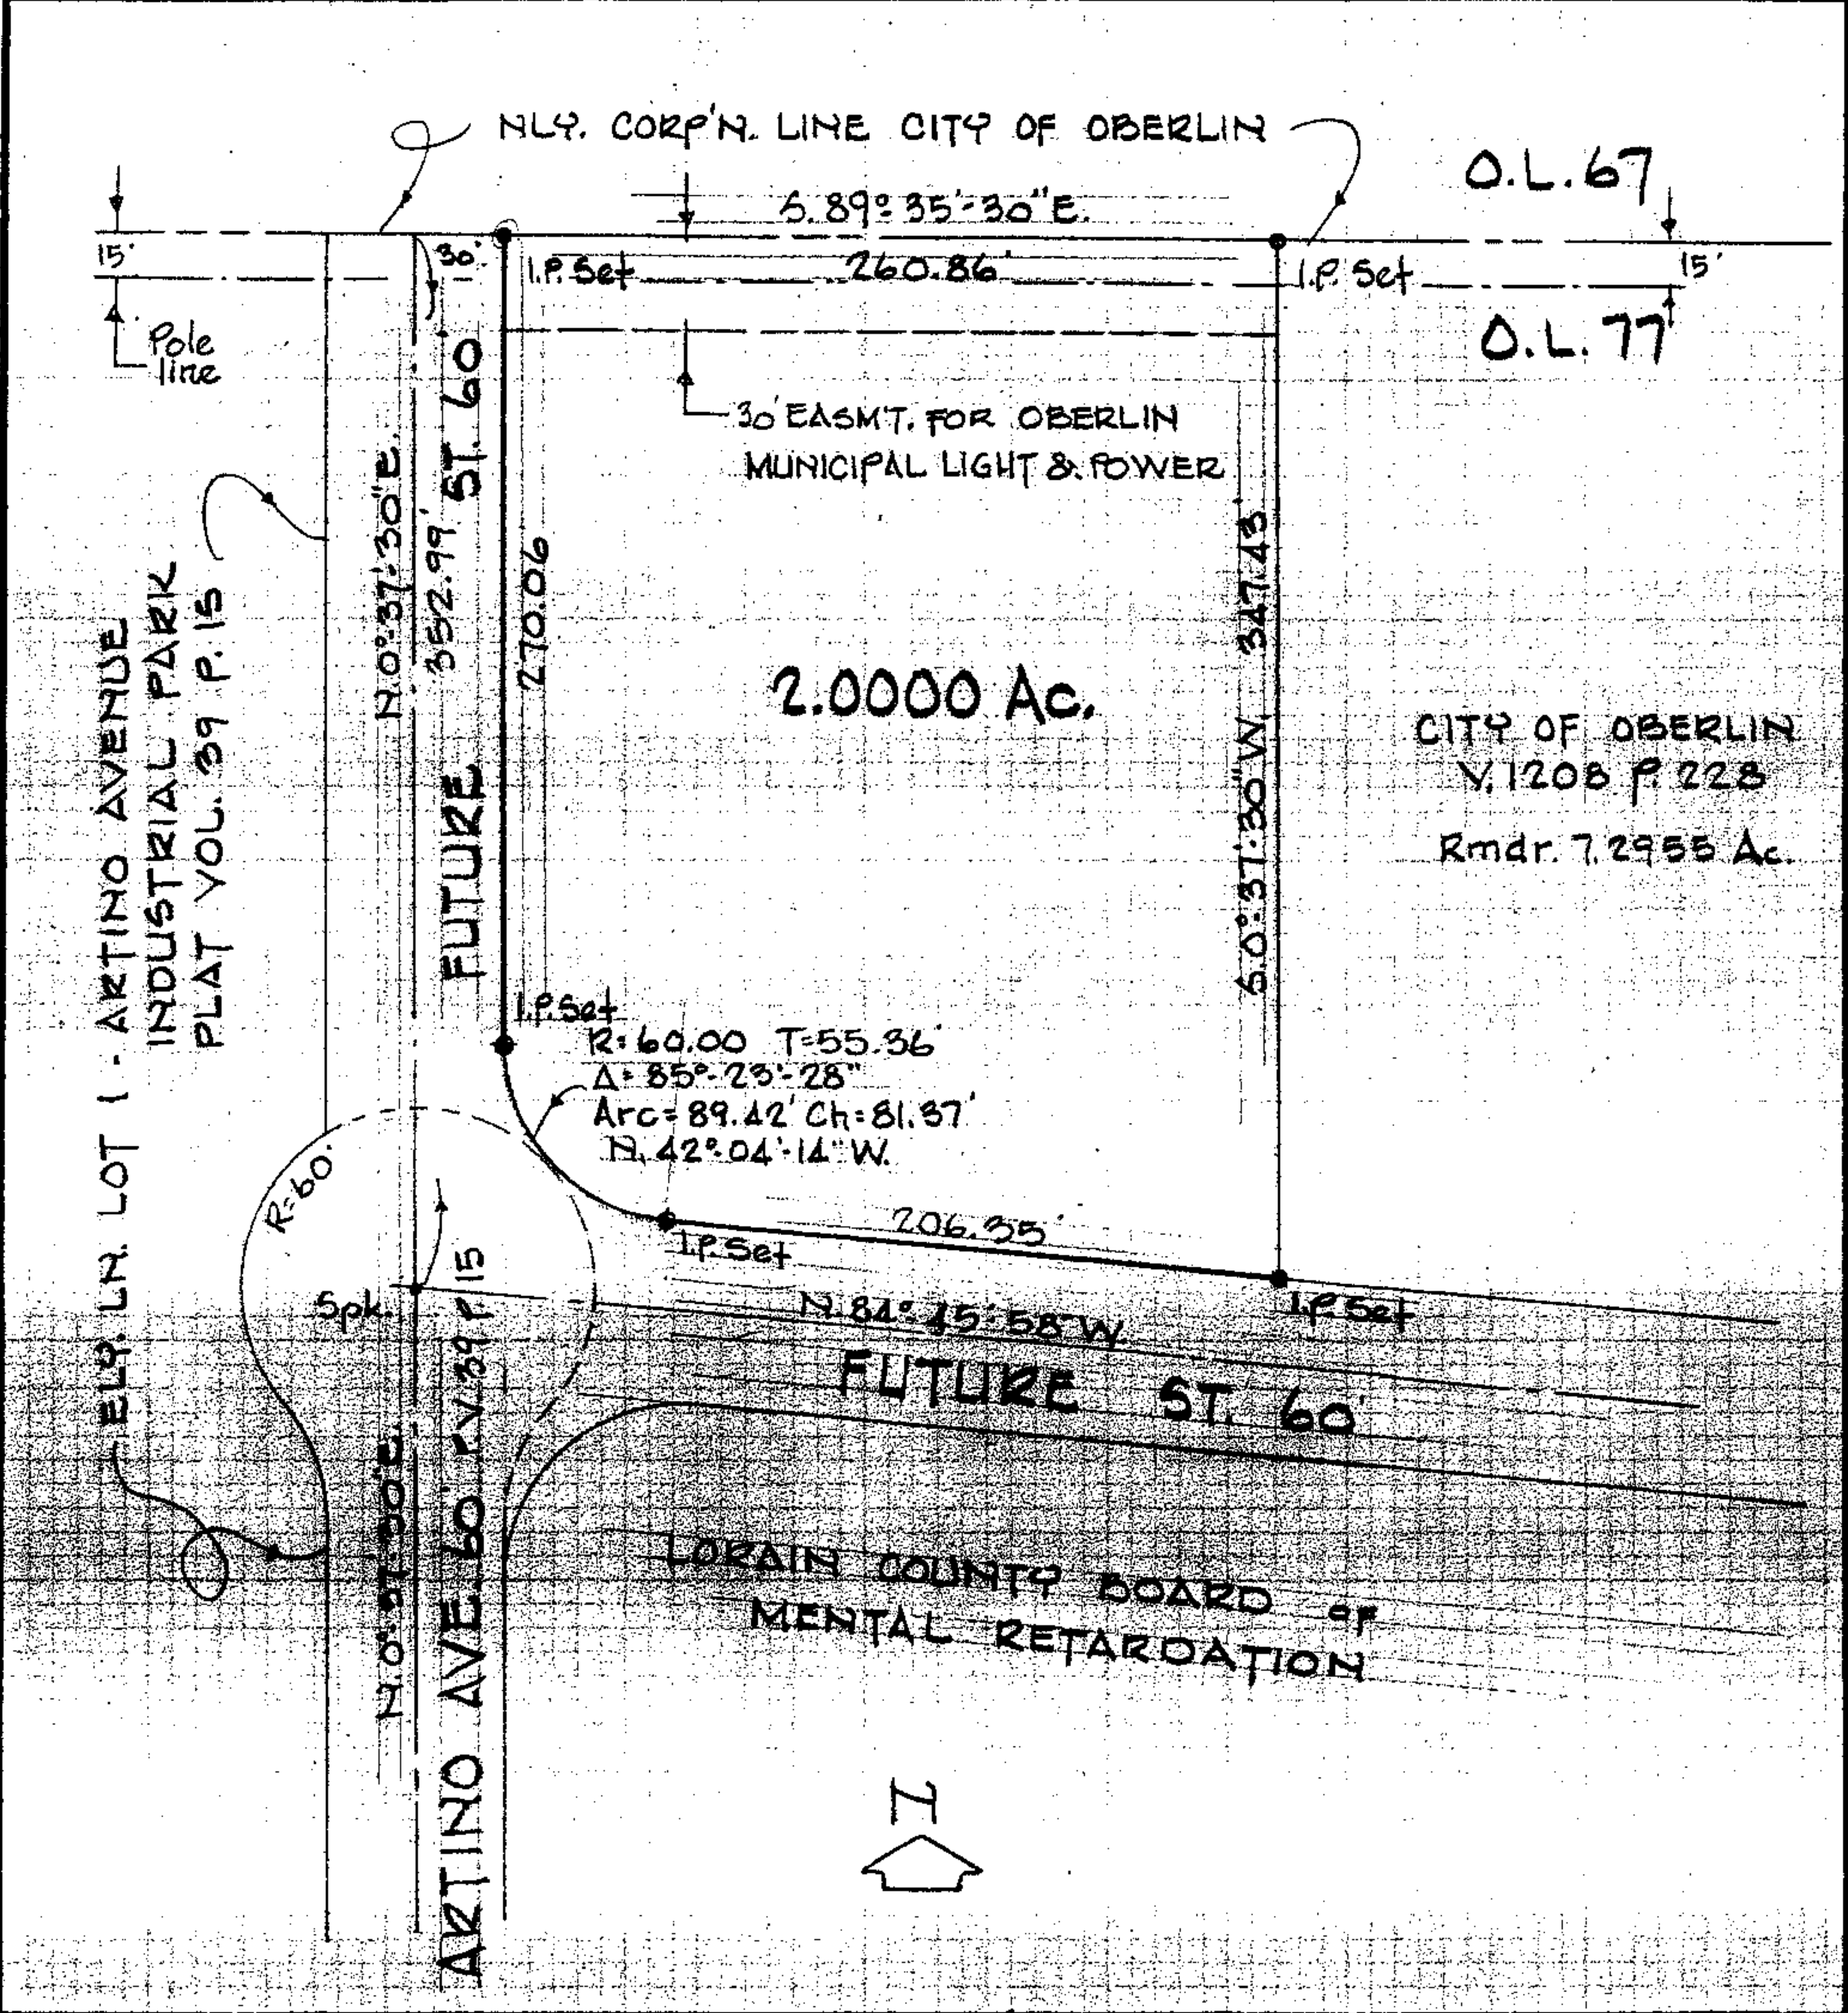 NLY. CORP'N. LINE CITY OF OBERLIN
O.L. 67
S. 89°-35'-30" E.
15'
30'
I.P. Set
260.86'
I.P. Set
15'
Pole
line
O.L. 77
30' EASM'T. FOR OBERLIN
MUNICIPAL LIGHT & POWER
N. 0°-37'-30" E.
352.99'
FUTURE ST. 60'
270.06
S. 0°-37'-30" W. 347.43'
2.0000 Ac.
CITY OF OBERLIN
V. 1208 P. 228
Rmdr. 7.2955 Ac.
ELY. LN. LOT 1 - ARTINO AVENUE
INDUSTRIAL PARK
PLAT VOL. 39 P. 15
I.P. Set
R= 60.00 T=55.36'
Δ= 85°-23'-28"
Arc= 89.42' Ch= 81.37'
N. 42°-04'-14" W.
R=60'
206.35'
I.P. Set
Spk.
N. 84°-45'-58" W.
I.P. Set
FUTURE ST. 60'
N. 0°-37'-30" E.
ARTINO AVE. 60' P.V. 39 P. 15
LORAIN COUNTY BOARD OF
MENTAL RETARDATION
N